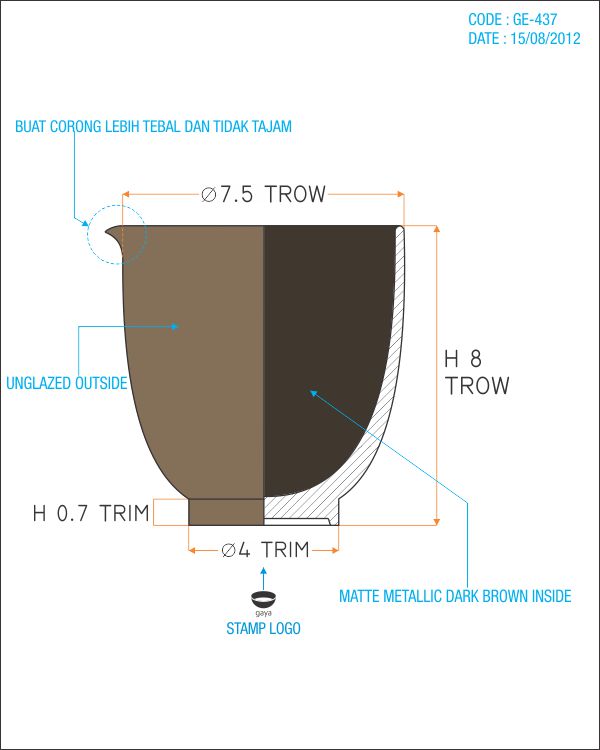 CODE : GE-437
DATE : 15/08/2012
BUAT CORONG LEBIH TEBAL DAN TIDAK TAJAM
⌀7.5 TROW
H 8
TROW
UNGLAZED OUTSIDE
H 0.7 TRIM
⌀4 TRIM
MATTE METALLIC DARK BROWN INSIDE
gaya
STAMP LOGO